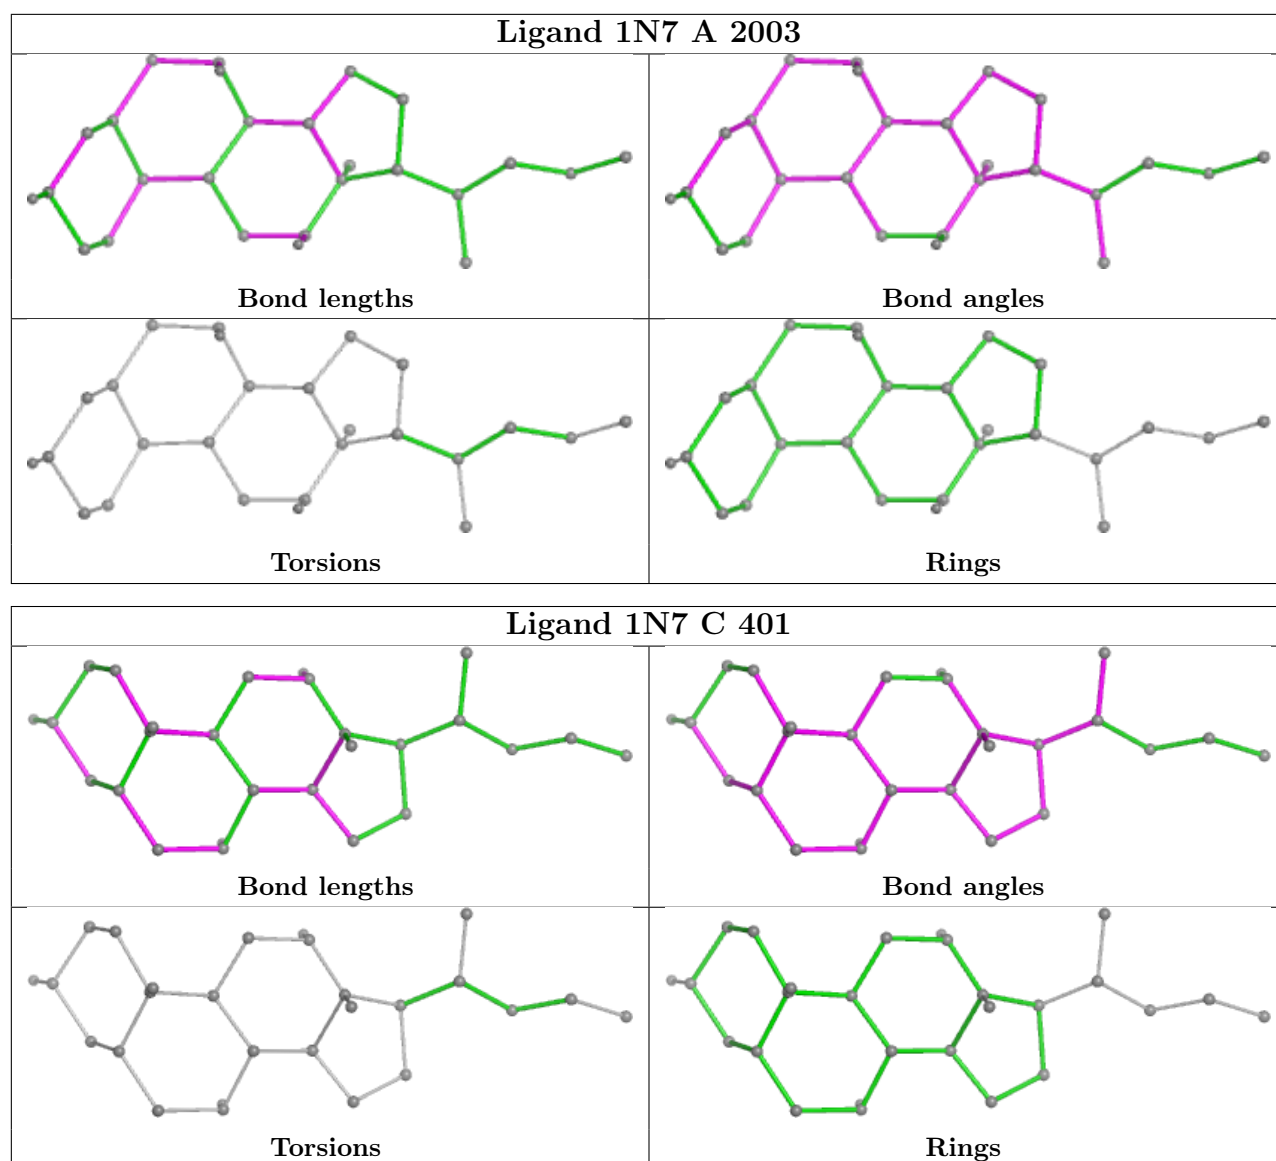 Ligand 1N7 A 2003
Bond lengths
Bond angles
Torsions
Rings
Ligand 1N7 C 401
Bond lengths
Bond angles
Torsions
Rings